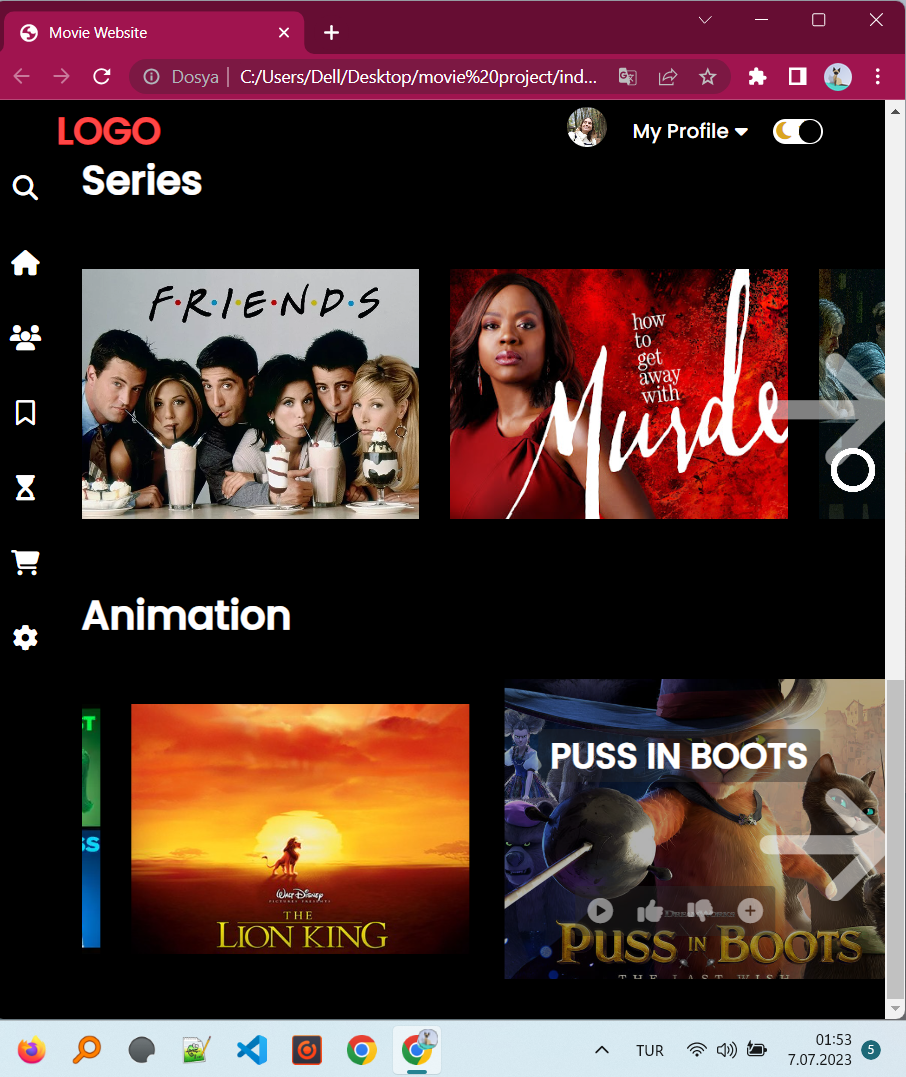 Movie Website
Dosya | C:/Users/Dell/Desktop/movie%20project/ind...
LOGO
My Profile
Series
F·R·I·E·N·D·S
how
to
get
away
with
Murde
Animation
T
SS
WALT DISNEY
PICTURES PRESENTS
THE
LION KING
PUSS IN BOOTS
DREAMWORKS
PUSS IN BOOTS
THE LAST WISH
TUR
01:53
7.07.2023
5